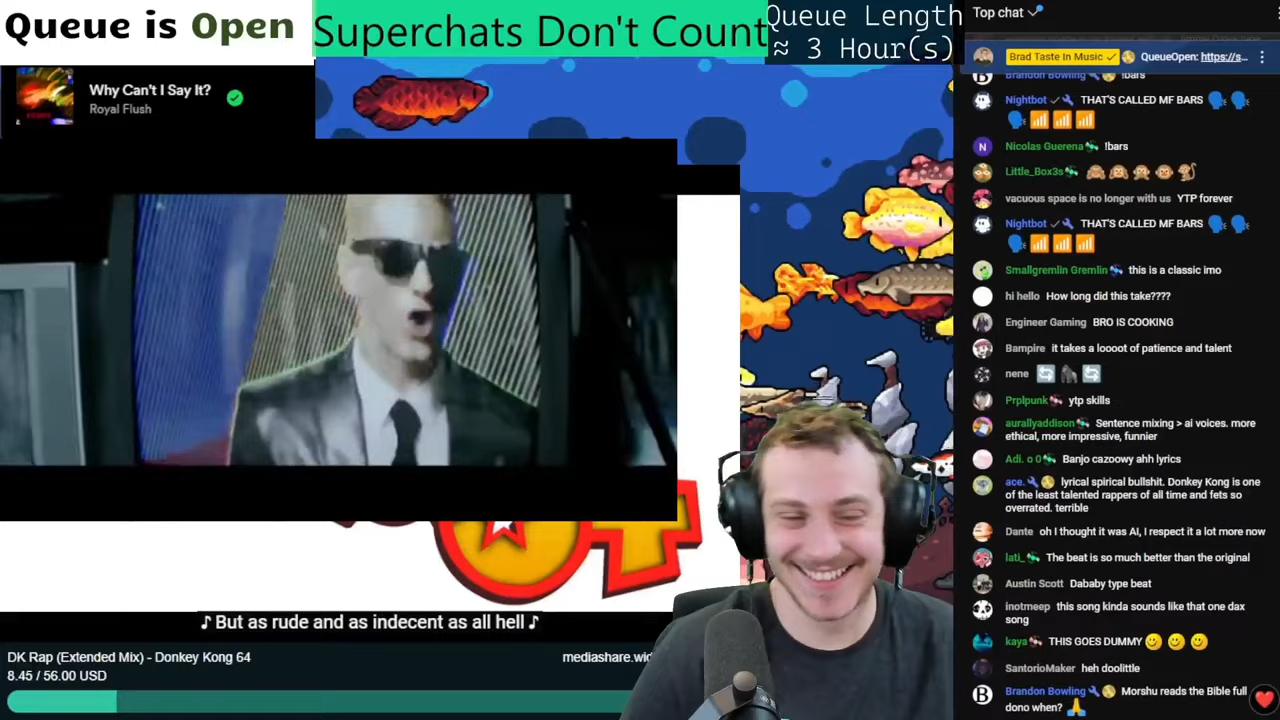 Queue is Open
Superchats Don't Count
Queue Length
≈ 3 Hour(s)
Why Can't I Say It?
Royal Flush
♪ But as rude and as indecent as all hell ♪
DK Rap (Extended Mix) - Donkey Kong 64
mediashare.wid
8.45 / 56.00 USD
Top chat
Brad Taste In Music QueueOpen: https://s...
Brandon Bowling !bars
Nightbot THAT'S CALLED MF BARS
Nicolas Guerena !bars
Little_Box3s
vacuous space is no longer with us YTP forever
Nightbot THAT'S CALLED MF BARS
Smallgremlin Gremlin this is a classic imo
hi hello How long did this take????
Engineer Gaming BRO IS COOKING
Bampire it takes a loooot of patience and talent
nene
Prplpunk ytp skills
aurallyaddison Sentence mixing > ai voices. more
ethical, more impressive, funnier
Adi. o 0 Banjo cazoowy ahh lyrics
ace. lyrical spirical bullshit. Donkey Kong is one
of the least talented rappers of all time and fets so
overrated. terrible
Dante oh I thought it was AI, I respect it a lot more now
lati_ The beat is so much better than the original
Austin Scott Dababy type beat
inotmeep this song kinda sounds like that one dax
song
kaya THIS GOES DUMMY
SantorioMaker heh doolittle
Brandon Bowling Morshu reads the Bible full
dono when?